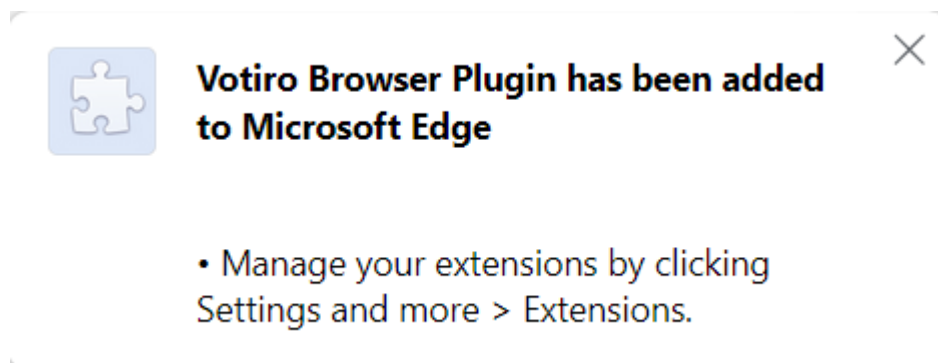 Votiro Browser Plugin has been added
to Microsoft Edge
• Manage your extensions by clicking
Settings and more > Extensions.